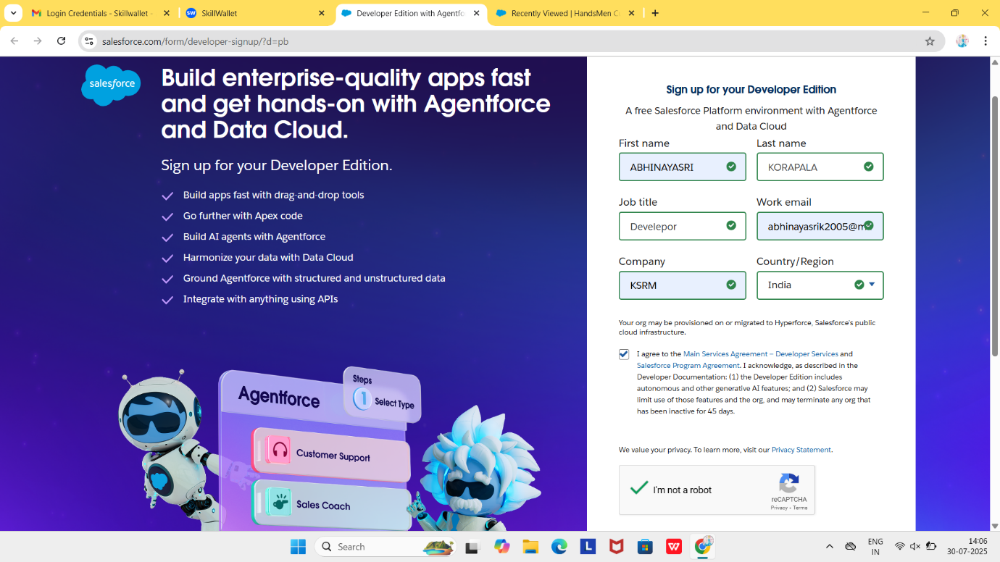 Login Credentials - Skillwallet -
SkillWallet
Developer Edition with Agentfo
Recently Viewed | HandsMen C
salesforce.com/form/developer-signup/?d=pb
salesforce
Build enterprise-quality apps fast
and get hands-on with Agentforce
and Data Cloud.
Sign up for your Developer Edition.
Build apps fast with drag-and-drop tools
Go further with Apex code
Build AI agents with Agentforce
Harmonize your data with Data Cloud
Ground Agentforce with structured and unstructured data
Integrate with anything using APIs
Agentforce
Steps
1 Select Type
Customer Support
Sales Coach
Sign up for your Developer Edition
A free Salesforce Platform environment with Agentforce
and Data Cloud
First name Last name
ABHINAYASRI KORAPALA
Job title Work email
Develepor abhinayasrik2005@m
Company Country/Region
KSRM India
Your org may be provisioned on or migrated to Hyperforce, Salesforce's public
cloud infrastructure.
I agree to the Main Services Agreement – Developer Services and
Salesforce Program Agreement. I acknowledge, as described in the
Developer Documentation: (1) the Developer Edition includes
autonomous and other generative AI features; and (2) Salesforce may
limit use of those features and the org, and may terminate any org that
has been inactive for 45 days.
We value your privacy. To learn more, visit our Privacy Statement.
I'm not a robot
reCAPTCHA
Privacy - Terms
Search
ENG
IN
14:06
30-07-2025